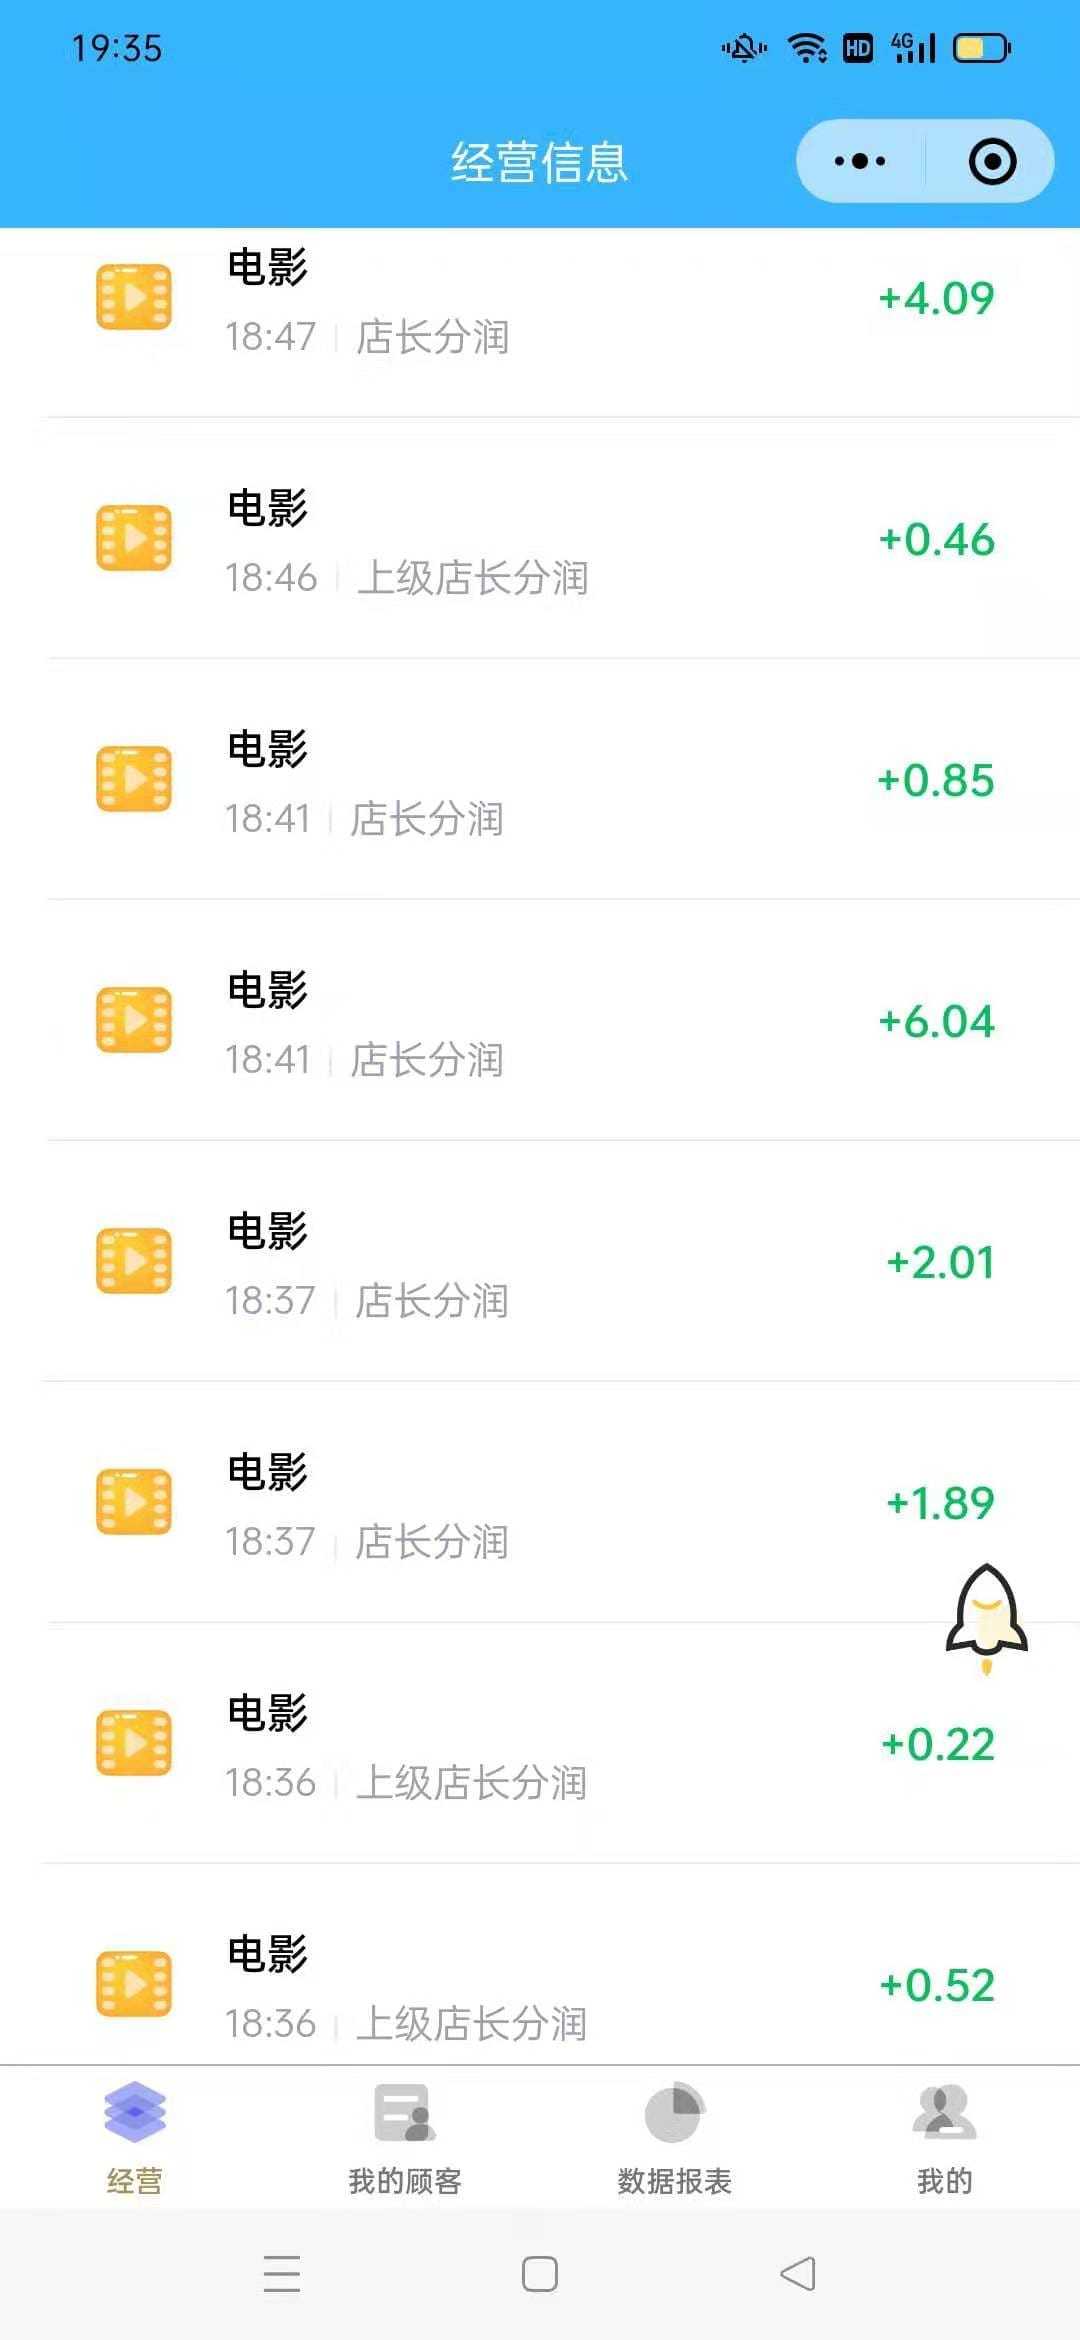 19:35
HD 4G
经营信息
电影
18:47 店长分润
+4.09
电影
18:46 上级店长分润
+0.46
电影
18:41 店长分润
+0.85
电影
18:41 店长分润
+6.04
电影
18:37 店长分润
+2.01
电影
18:37 店长分润
+1.89
电影
18:36 上级店长分润
+0.22
电影
18:36 上级店长分润
+0.52
经营 我的顾客 数据报表 我的